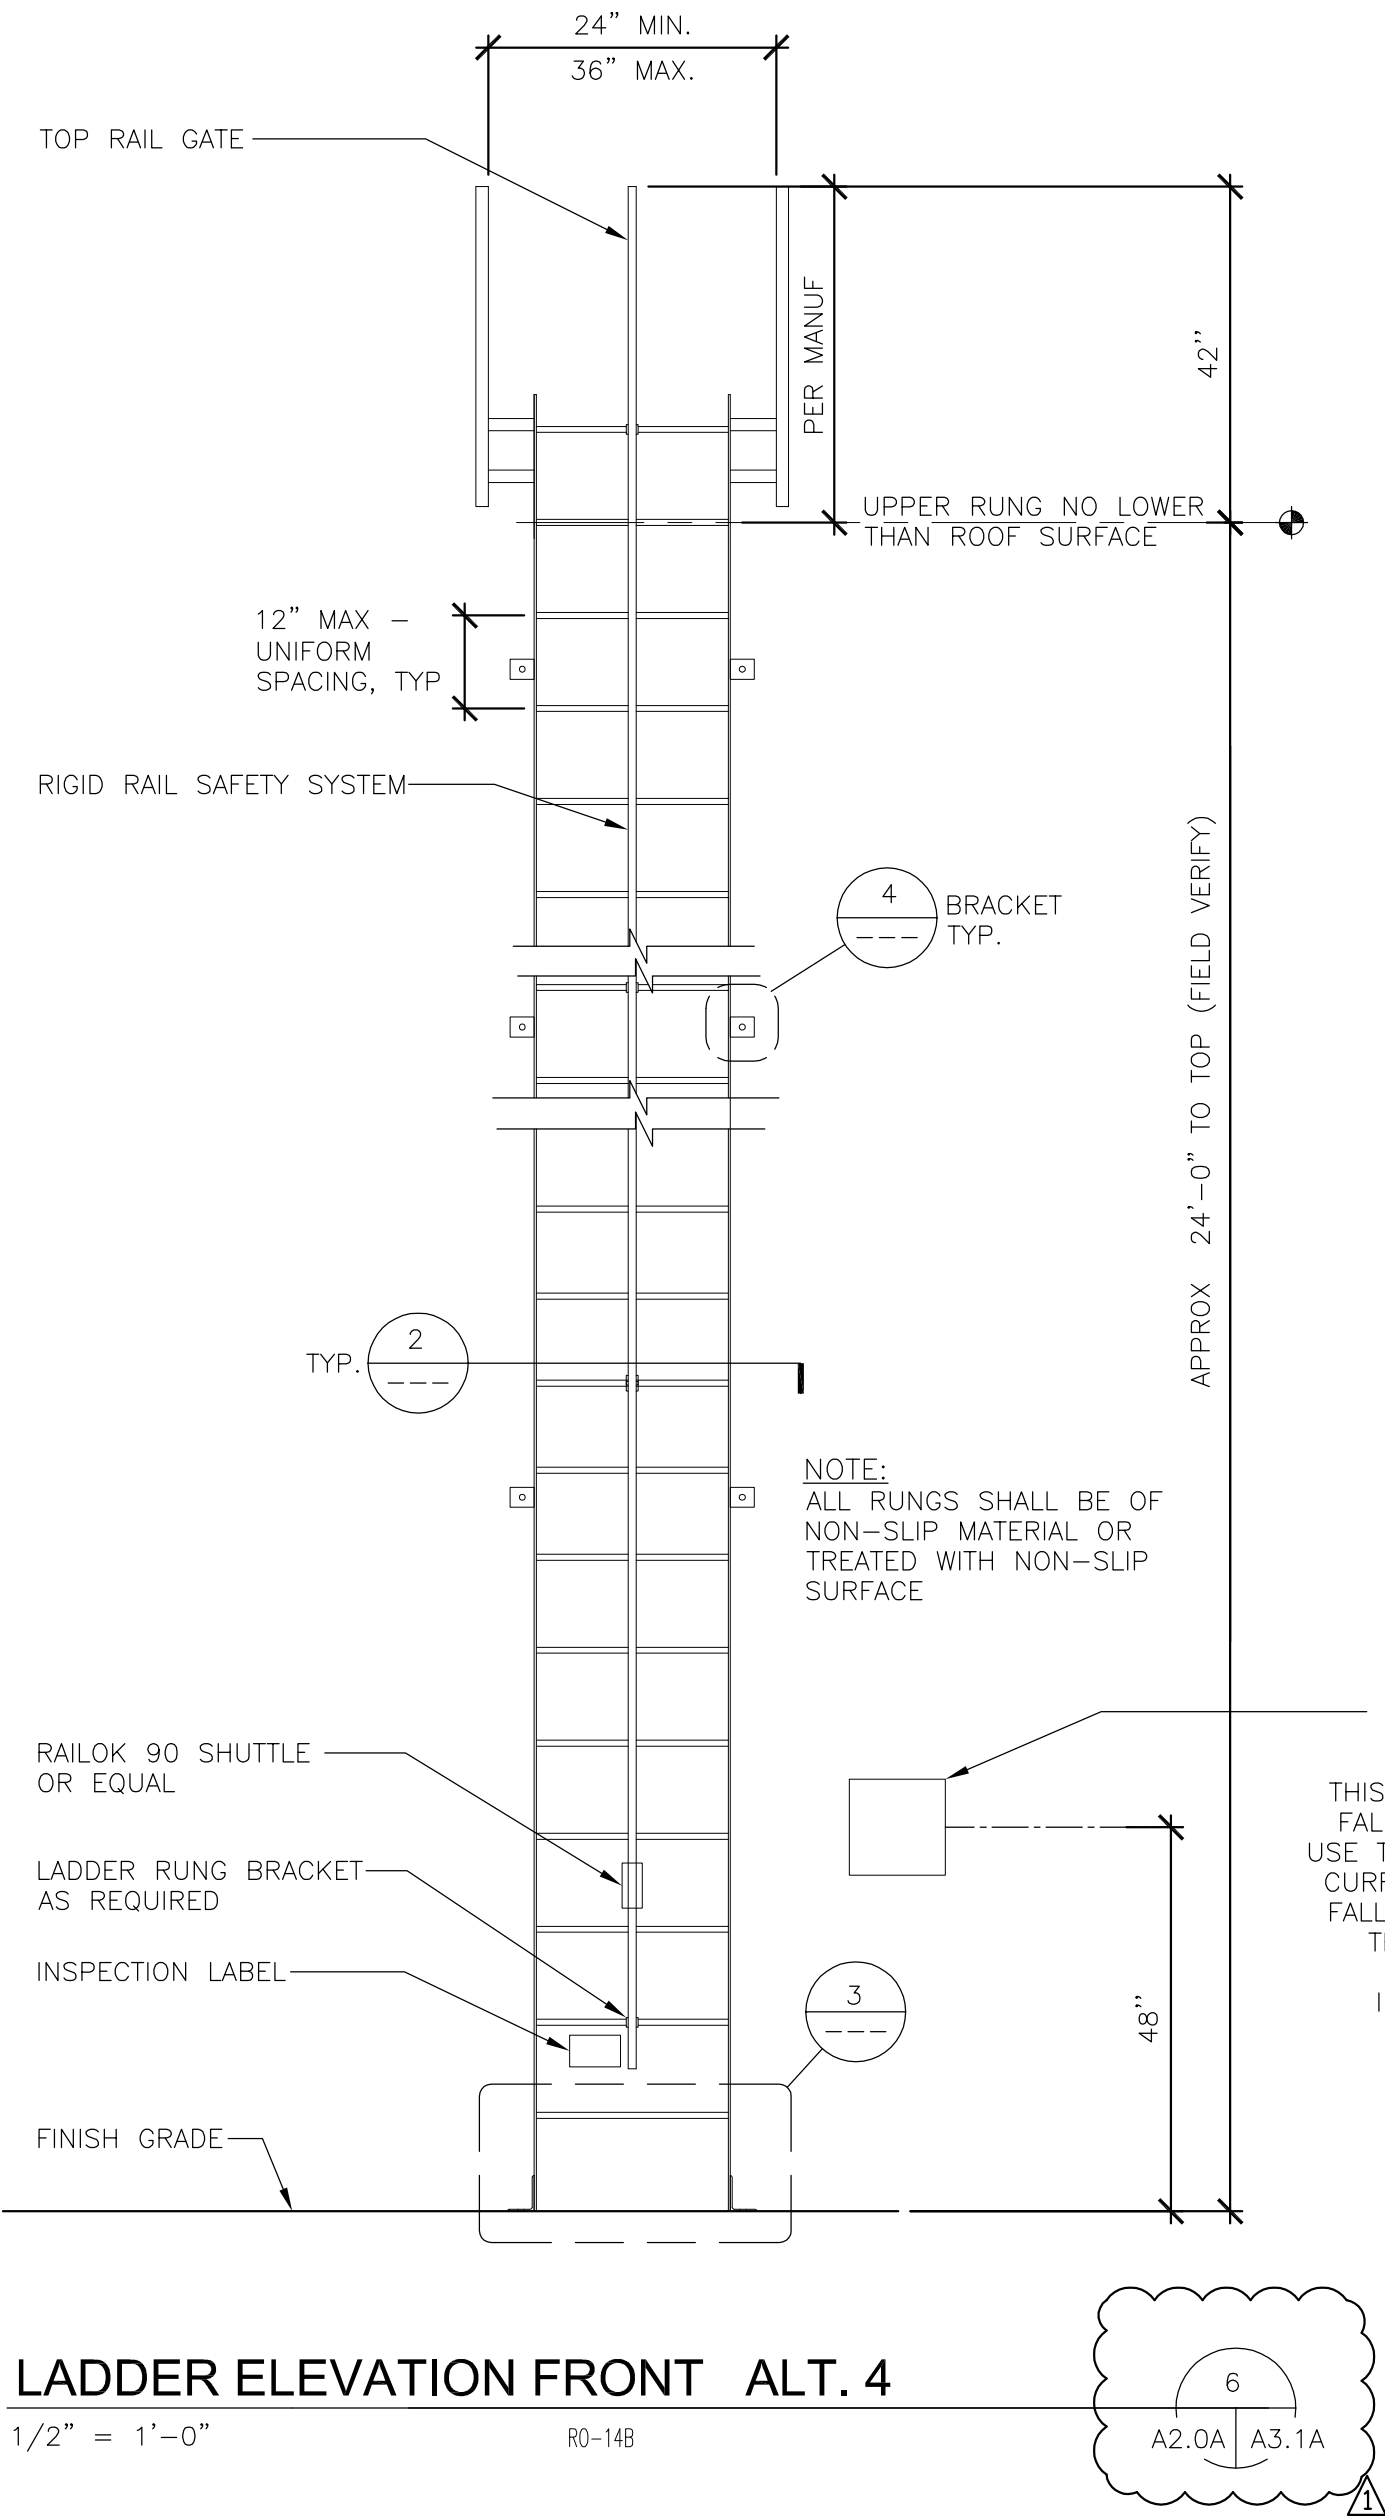 24” MIN.
36” MAX.
TOP RAIL GATE
PER MANUF
42”
UPPER RUNG NO LOWER
THAN ROOF SURFACE
12” MAX –
UNIFORM
SPACING, TYP
RIGID RAIL SAFETY SYSTEM
4
BRACKET
TYP.
APPROX 24'-0” TO TOP (FIELD VERIFY)
2
TYP.
NOTE:
ALL RUNGS SHALL BE OF
NON-SLIP MATERIAL OR
TREATED WITH NON-SLIP
SURFACE
RAILOK 90 SHUTTLE
OR EQUAL
THIS
USE
LADDER RUNG BRACKET
AS REQUIRED
INSPECTION LABEL
3
48”
FINISH GRADE
LADDER ELEVATION FRONT ALT. 4
1/2” = 1'-0”
RO-14B
6
A2.0A A3.1A
1